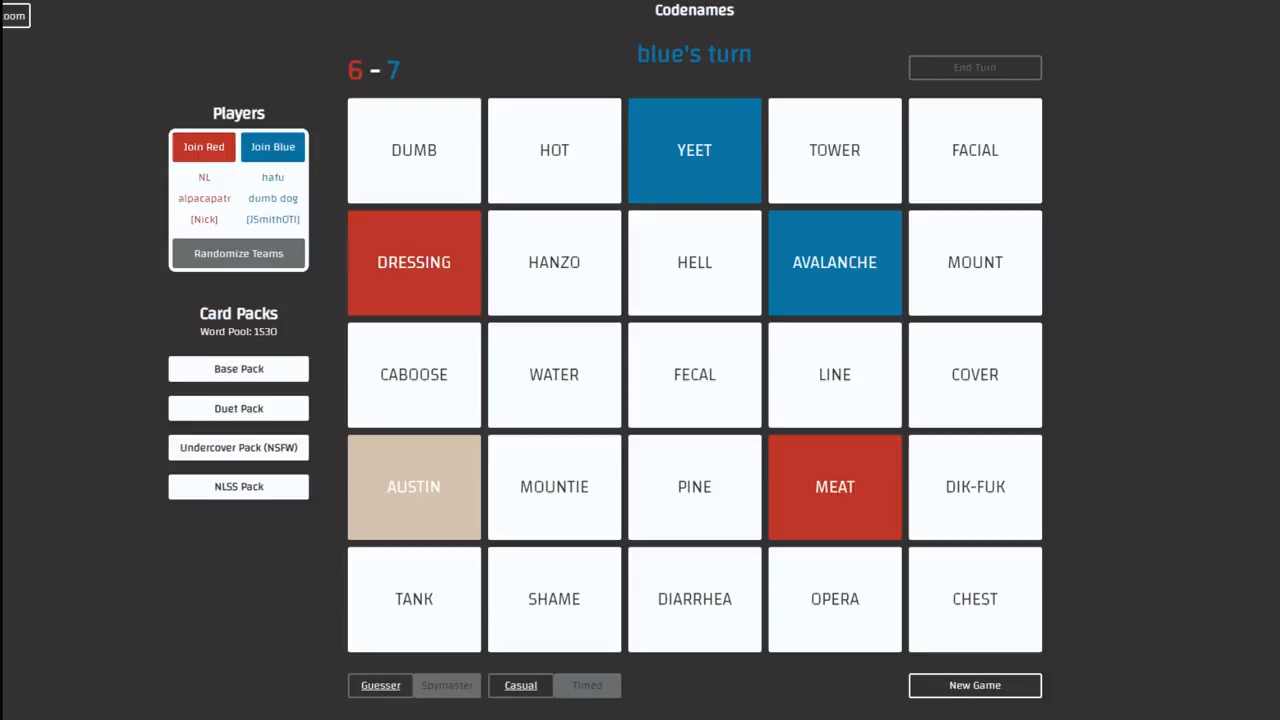 oom
Codenames
blue's turn
6 - 7
End Turn
Players
Join Red Join Blue
NL hafu
alpacapatr dumb dog
[Nick] [JSmithOTI]
Randomize Teams
Card Packs
Word Pool: 1530
Base Pack
Duet Pack
Undercover Pack (NSFW)
NLSS Pack
DUMB HOT YEET TOWER FACIAL
DRESSING HANZO HELL AVALANCHE MOUNT
CABOOSE WATER FECAL LINE COVER
AUSTIN MOUNTIE PINE MEAT DIK-FUK
TANK SHAME DIARRHEA OPERA CHEST
Guesser Spymaster Casual Timed New Game